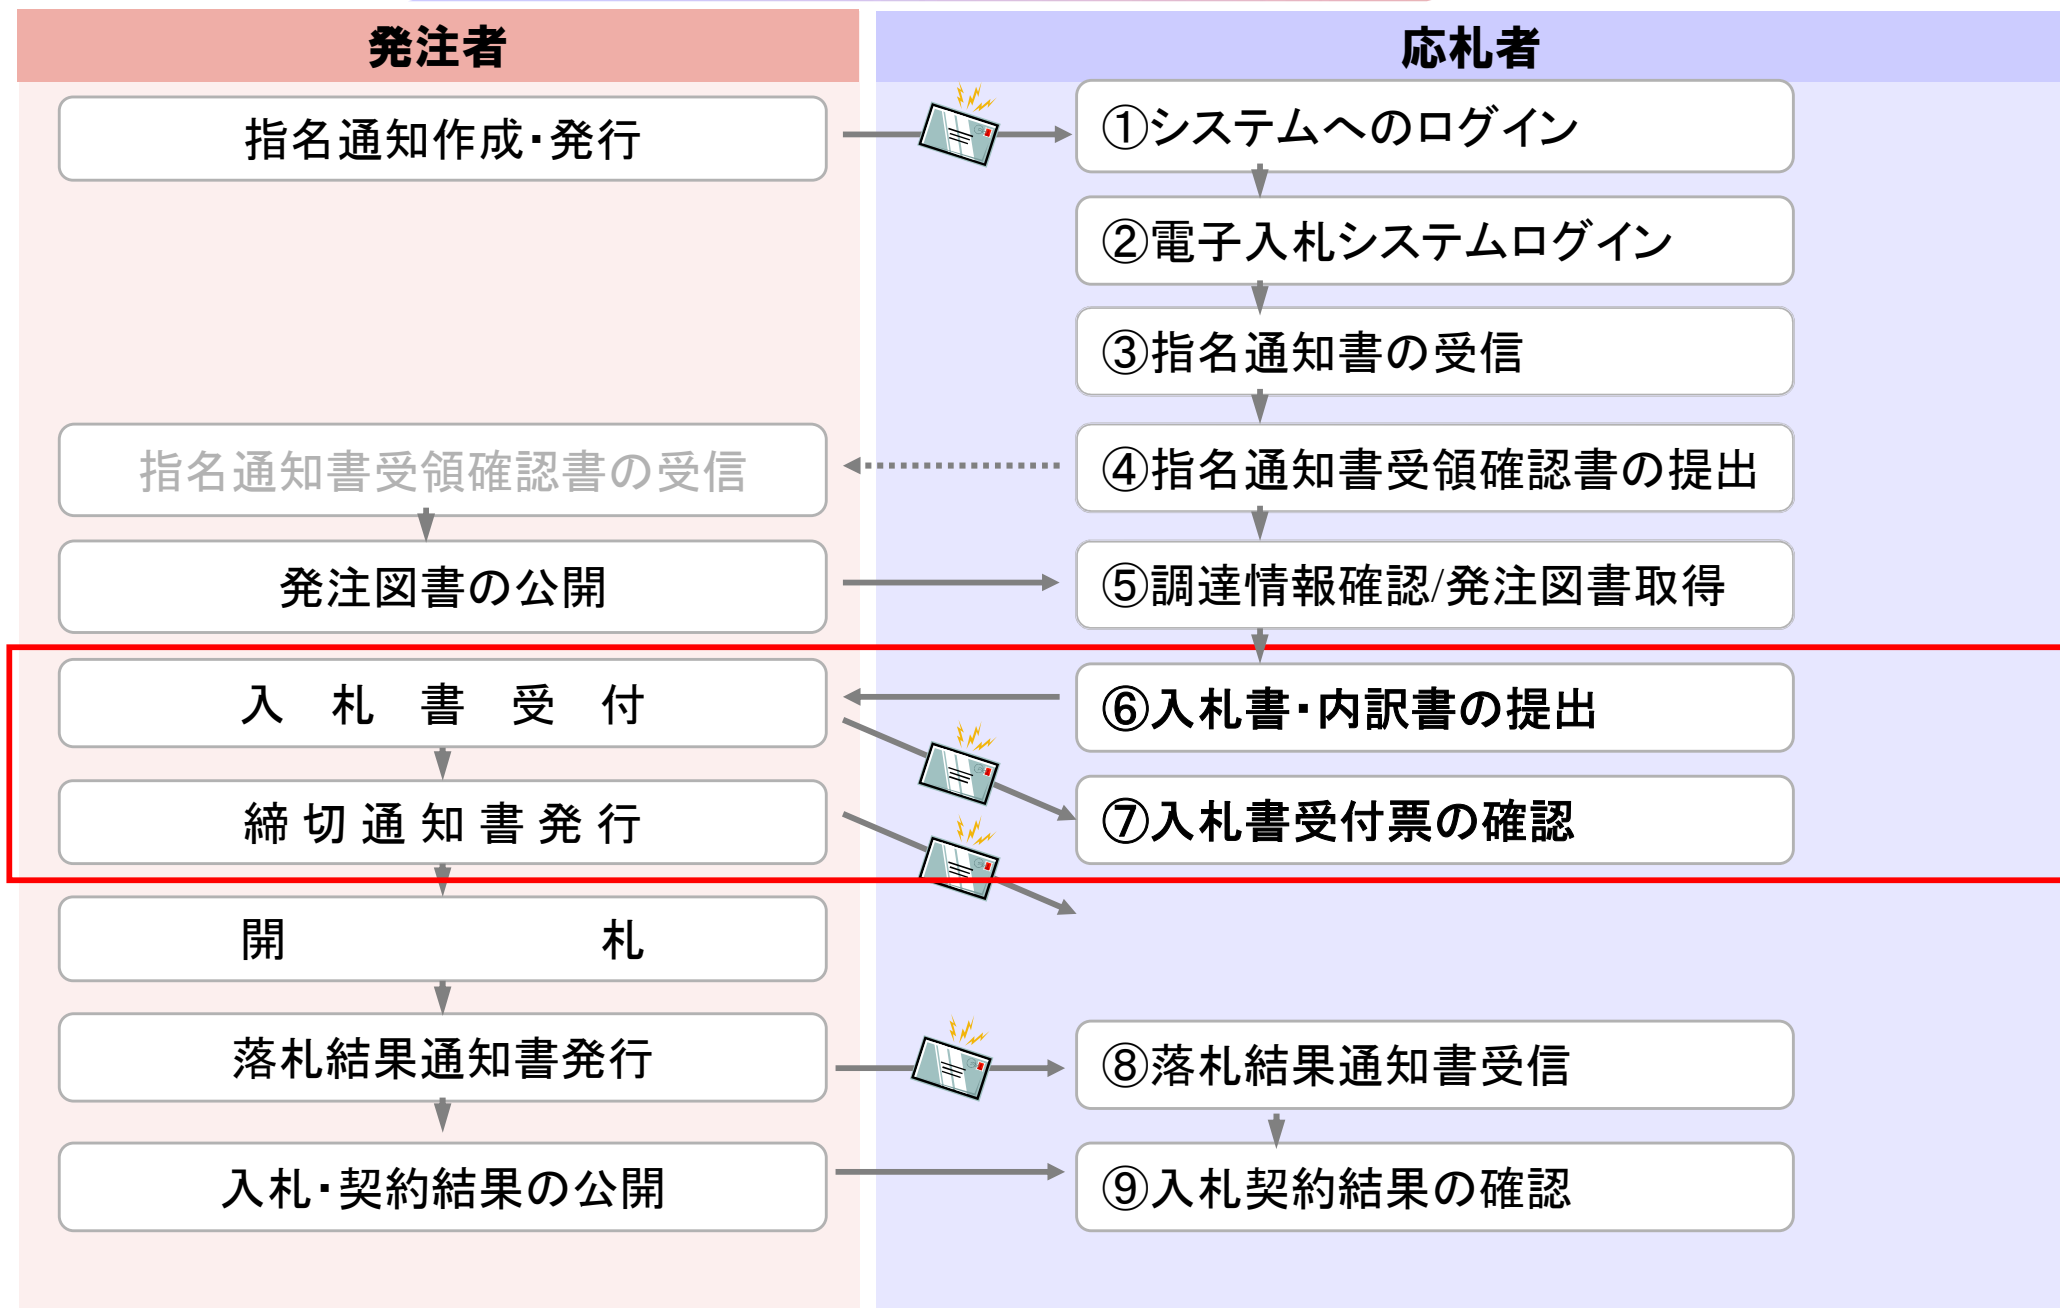 発注者
応札者
指名通知作成・発行
①システムへのログイン
②電子入札システムログイン
③指名通知書の受信
指名通知書受領確認書の受信
④指名通知書受領確認書の提出
発注図書の公開
⑤調達情報確認/発注図書取得
入 札 書 受 付
⑥入札書・内訳書の提出
締切通知書発行
⑦入札書受付票の確認
開 札
落札結果通知書発行
⑧落札結果通知書受信
入札・契約結果の公開
⑨入札契約結果の確認